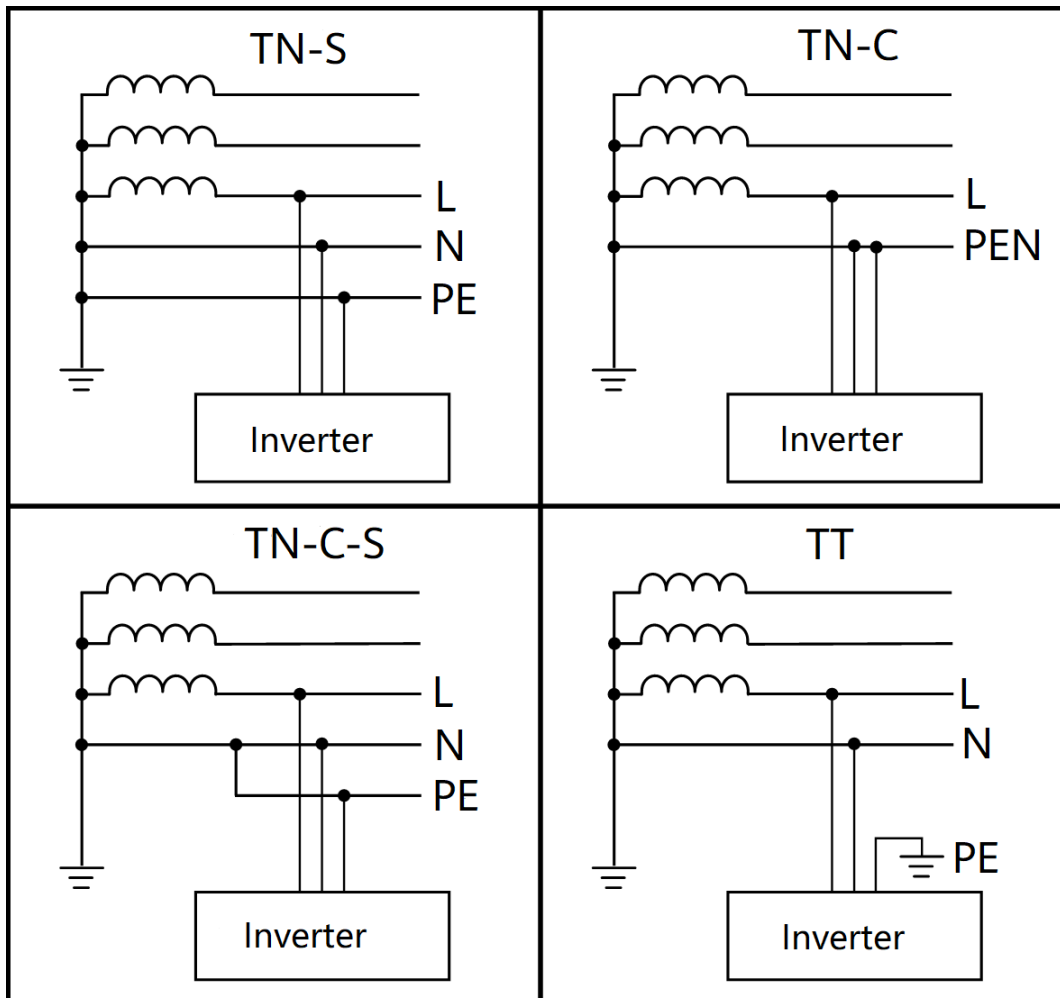 TN-S
L
N
PE
Inverter
TN-C
L
PEN
Inverter
TN-C-S
L
N
PE
Inverter
TT
L
N
PE
Inverter